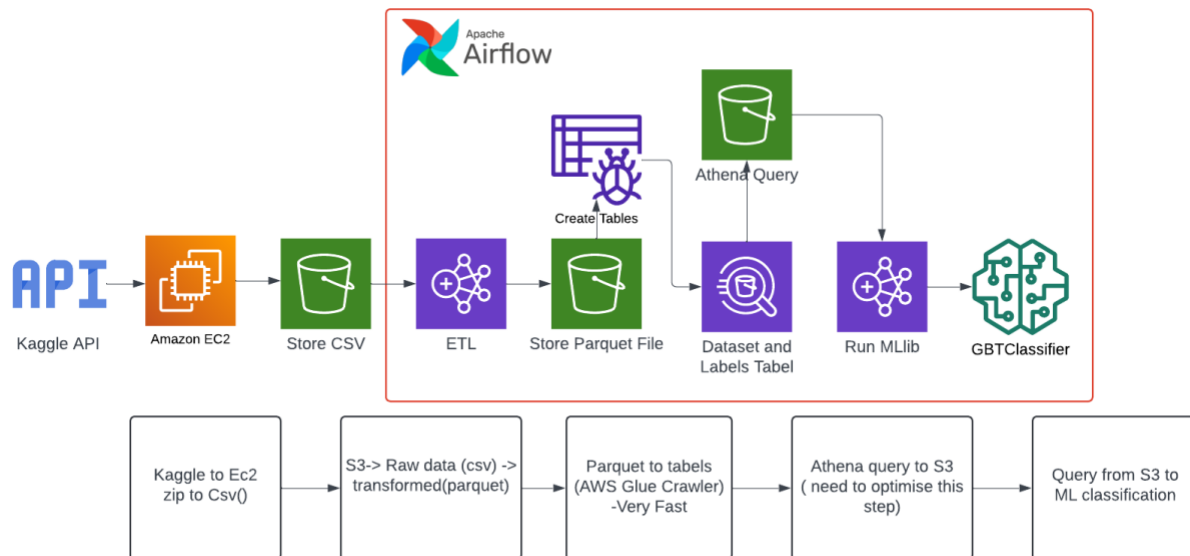 Apache
Airflow
API
Kaggle API
Amazon EC2
Store CSV
ETL
Create Tables
Store Parquet File
Athena Query
Dataset and
Labels Tabel
Run MLlib
GBTClassifier
Kaggle to Ec2
zip to Csv()
S3-> Raw data (csv) ->
transformed(parquet)
Parquet to tabels
(AWS Glue Crawler)
-Very Fast
Athena query to S3
( need to optimise this
step)
Query from S3 to
ML classification